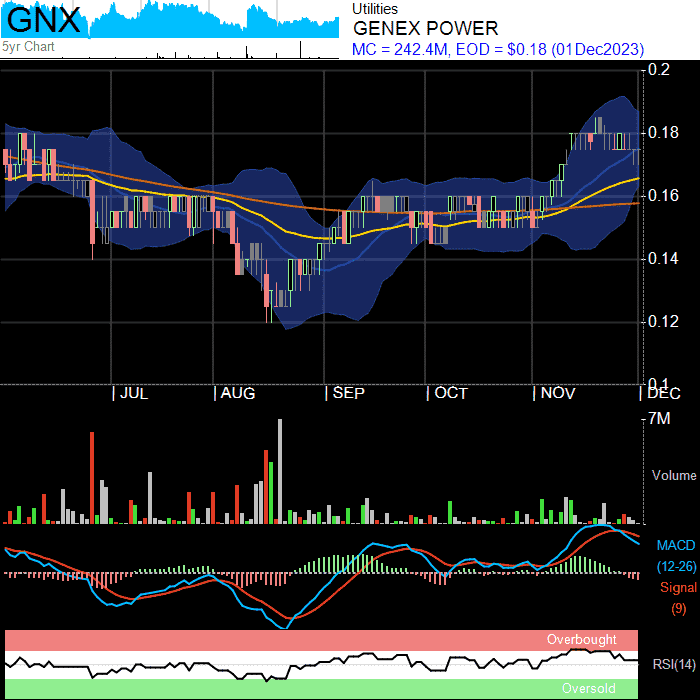 GNX
5yr Chart
Utilities
GENEX POWER
MC = 242.4M, EOD = $0.18 (01Dec2023)
0.2
0.18
0.16
0.14
0.12
0.1
JUL
AUG
SEP
OCT
NOV
DEC
7M
Volume
MACD
(12-26)
Signal
(9)
Overbought
RSI(14)
Oversold